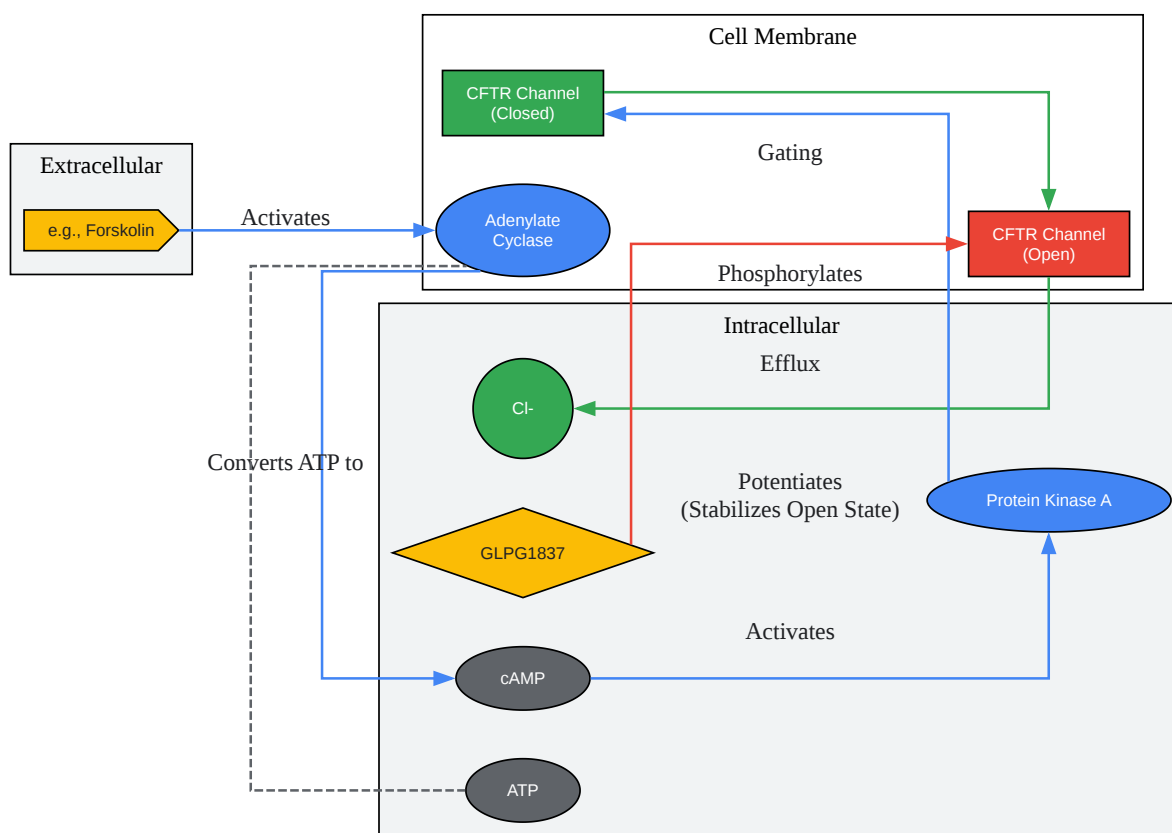 Cell Membrane
CFTR Channel
(Closed)
Gating
Extracellular
e.g., Forskolin
Activates
Adenylate
Cyclase
CFTR Channel
(Open)
Phosphorylates
Intracellular
Efflux
Cl-
Converts ATP to
Potentiates
(Stabilizes Open State)
Protein Kinase A
GLPG1837
Activates
cAMP
ATP